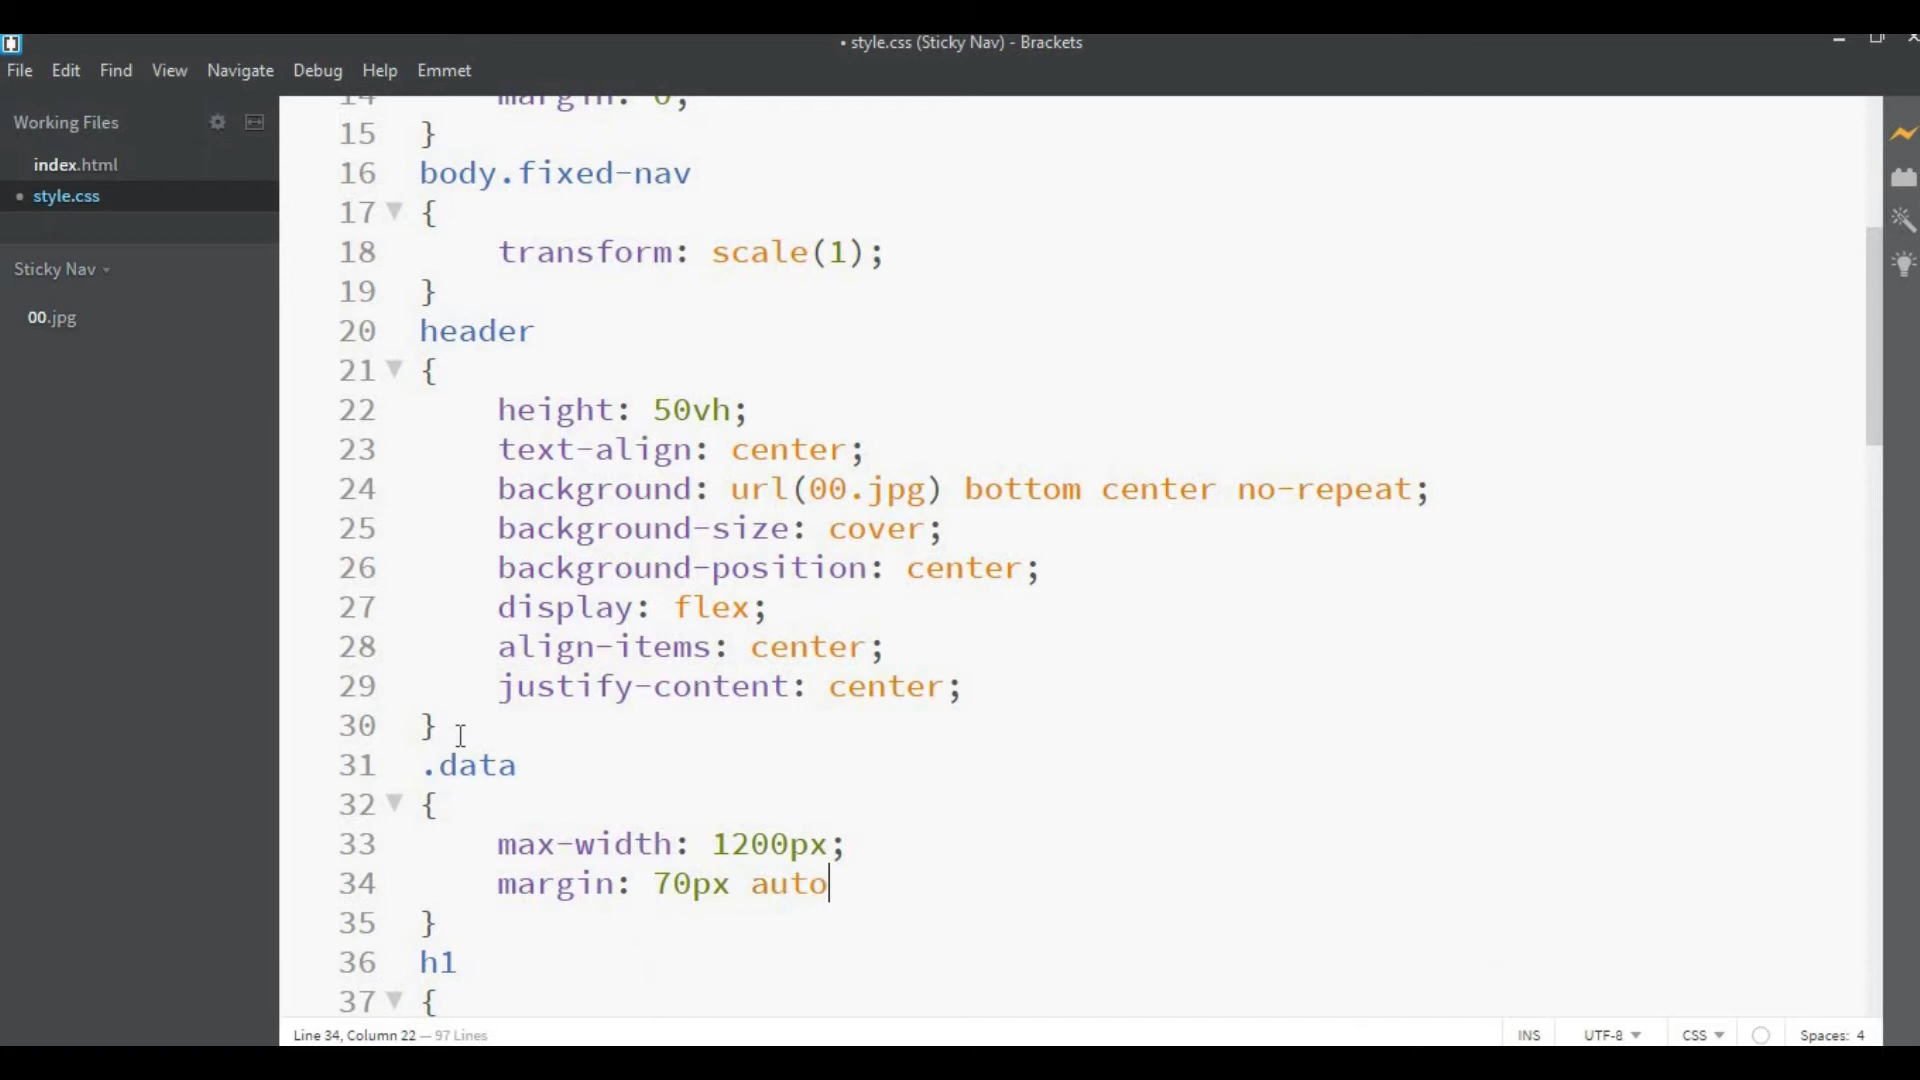 • style.css (Sticky Nav) - Brackets
File Edit Find View Navigate Debug Help Emmet
Working Files
index.html
• style.css
Sticky Nav
00.jpg
14 margin: 0;
15 }
16 body.fixed-nav
17 {
18 transform: scale(1);
19 }
20 header
21 {
22 height: 50vh;
23 text-align: center;
24 background: url(00.jpg) bottom center no-repeat;
25 background-size: cover;
26 background-position: center;
27 display: flex;
28 align-items: center;
29 justify-content: center;
30 }
31 .data
32 {
33 max-width: 1200px;
34 margin: 70px auto
35 }
36 h1
37 {
Line 34, Column 22 — 97 Lines
INS UTF-8 CSS Spaces: 4